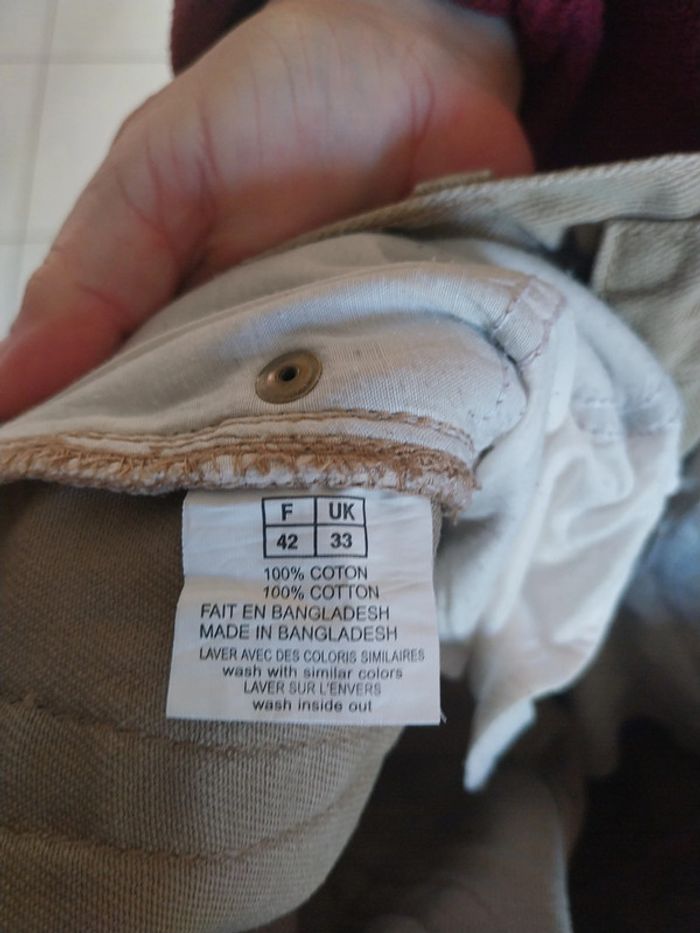 F UK
42 33
100% COTON
100% COTTON
FAIT EN BANGLADESH
MADE IN BANGLADESH
LAVER AVEC DES COLORIS SIMILAIRES
wash with similar colors
LAVER SUR L'ENVERS
wash inside out